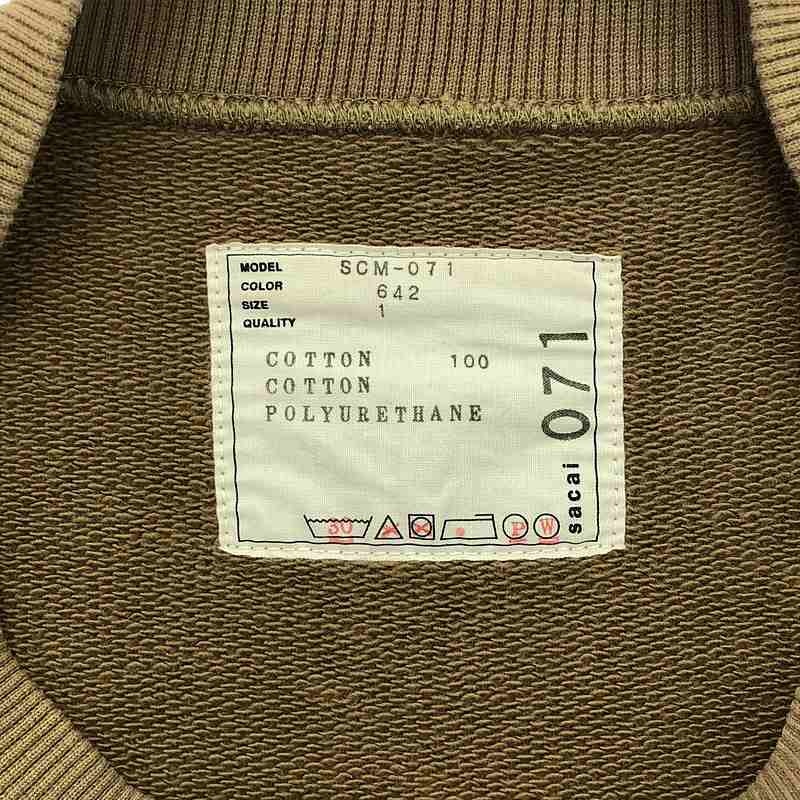 MODEL SCM-071
COLOR 642
SIZE 1
QUALITY
COTTON 100
COTTON
POLYURETHANE
sacai 071
30 P W